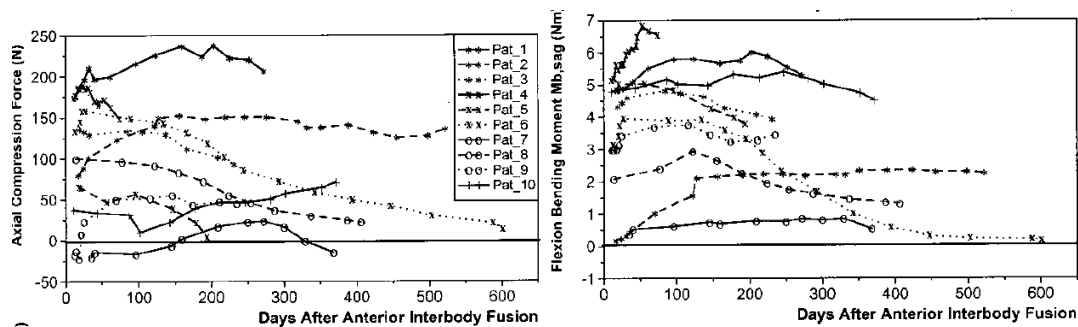 Axial Compression Force (N)
250
200
150
100
50
0
-50
0 100 200 300 400 500 600
Days After Anterior Interbody Fusion
Pat_1
Pat_2
Pat_3
Pat_4
Pat_5
Pat_6
Pat_7
Pat_8
Pat_9
Pat_10
Flexion Bending Moment Mb,sag (Nm)
7
6
5
4
3
2
1
0
-1
0 100 200 300 400 500 600
Days After Anterior Interbody Fusion